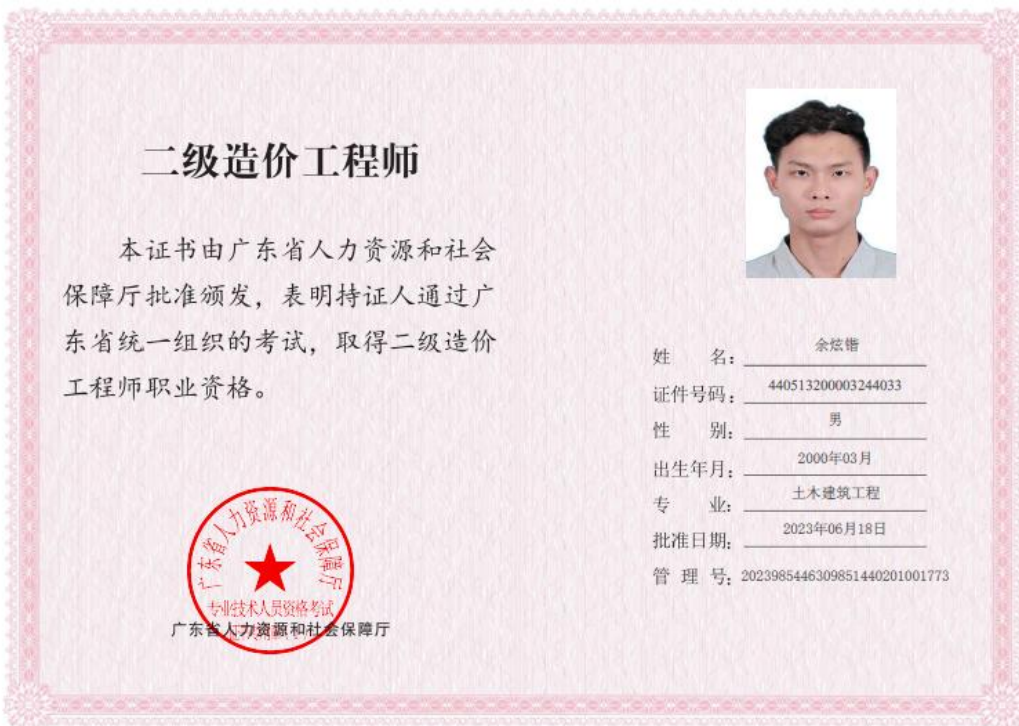 二级造价工程师
本证书由广东省人力资源和社会
保障厅批准颁发，表明持证人通过广
东省统一组织的考试，取得二级造价
工程师职业资格。
姓 名：余炫锴
证件号码：440513200003244033
性 别：男
出生年月：2000年03月
专 业：土木建筑工程
批准日期：2023年06月18日
管 理 号：20239854463098514402010017​73
广东省人力资源和社会保障厅
专业技术人员资格考试
广东省人力资源和社会保障厅